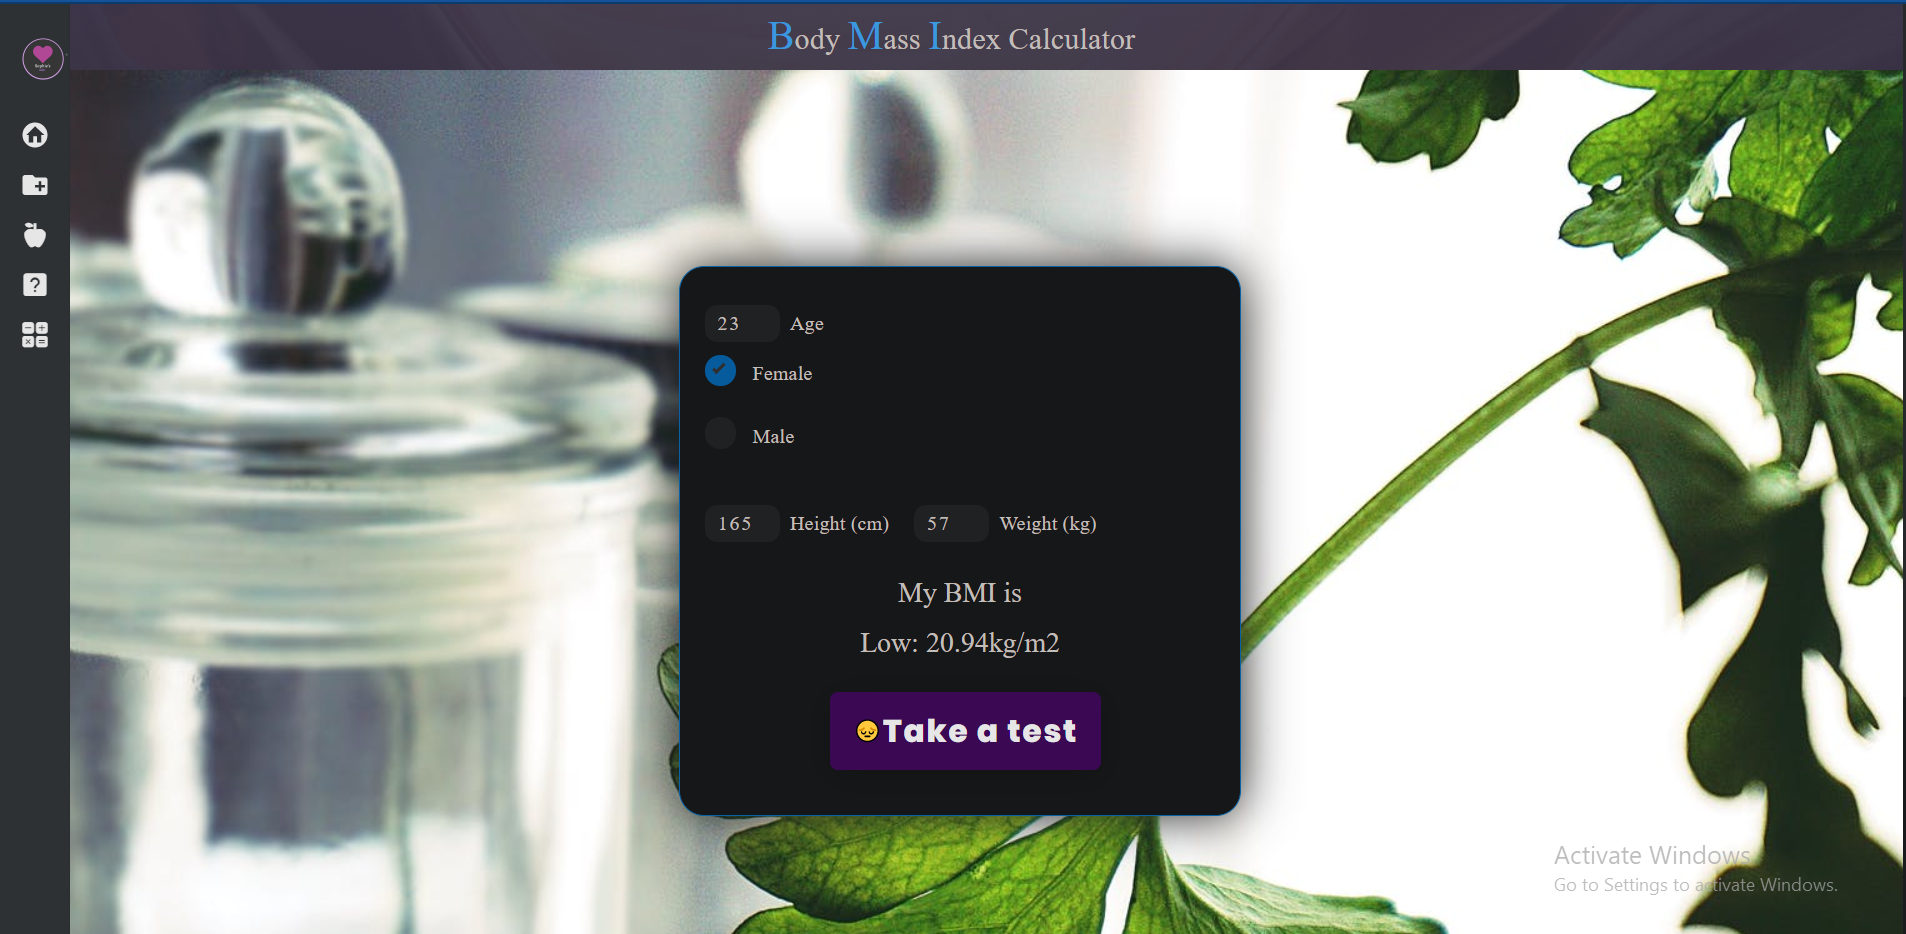 Body Mass Index Calculator
23 Age
Female
Male
165 Height (cm) 57 Weight (kg)
My BMI is
Low: 20.94kg/m2
😔Take a test
Activate Windows
Go to Settings to activate Windows.